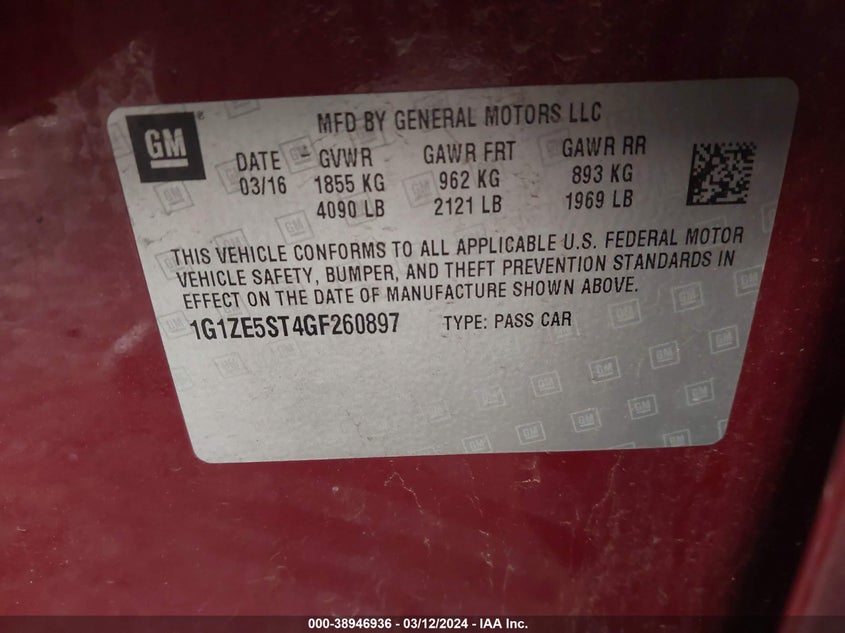 GM
MFD BY GENERAL MOTORS LLC
DATE GVWR GAWR FRT GAWR RR
03/16 1855 KG 962 KG 893 KG
4090 LB 2121 LB 1969 LB
THIS VEHICLE CONFORMS TO ALL APPLICABLE U.S. FEDERAL MOTOR
VEHICLE SAFETY, BUMPER, AND THEFT PREVENTION STANDARDS IN
EFFECT ON THE DATE OF MANUFACTURE SHOWN ABOVE.
1G1ZE5ST4GF260897 TYPE: PASS CAR
000-38946936 - 03/12/2024 - IAA Inc.